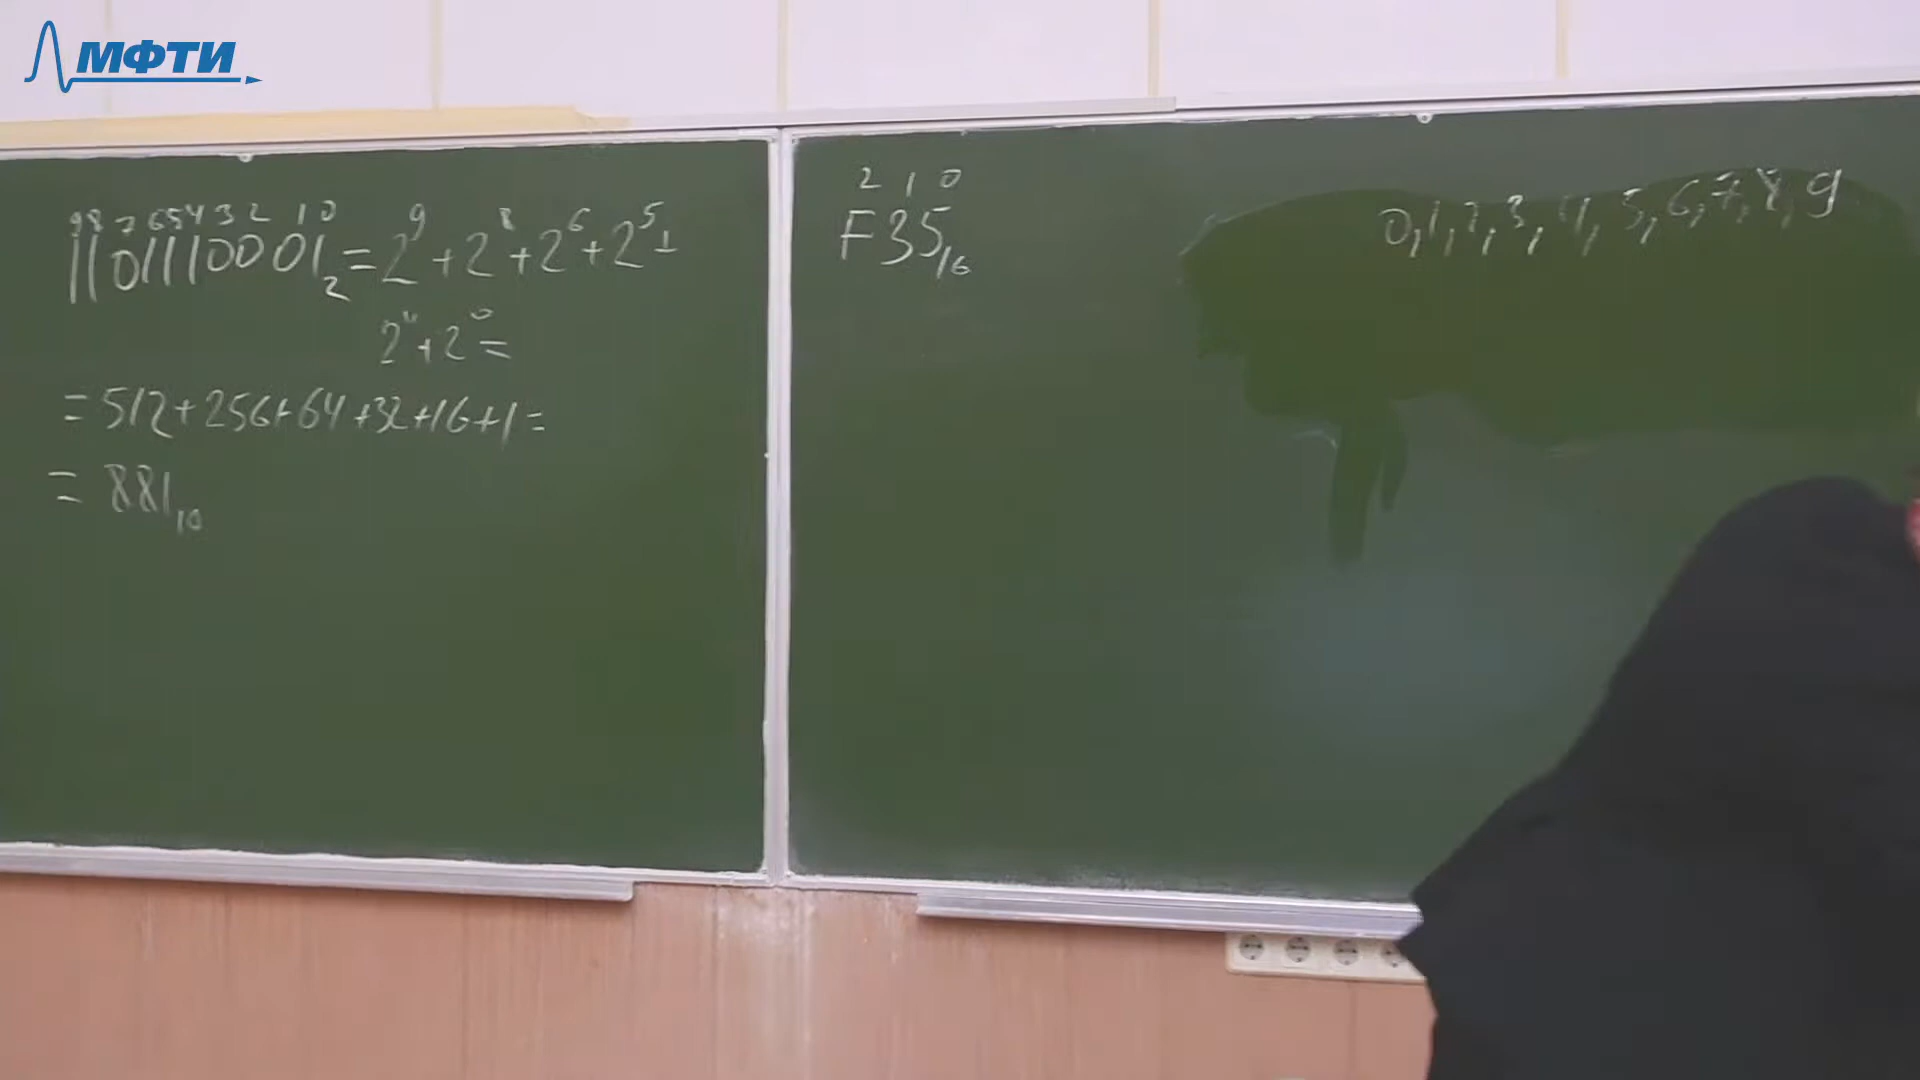 МФТИ
9 8 7 6 5 4 3 2 1 0
1101110001₂ = 2⁹ + 2⁸ + 2⁶ + 2⁵ +
2⁴ + 2⁰ =
= 512 + 256 + 64 + 32 + 16 + 1 =
= 881₁₀
2 1 0
F35₁₆
0, 1, 2, 3, 4, 5, 6, 7, 8, 9